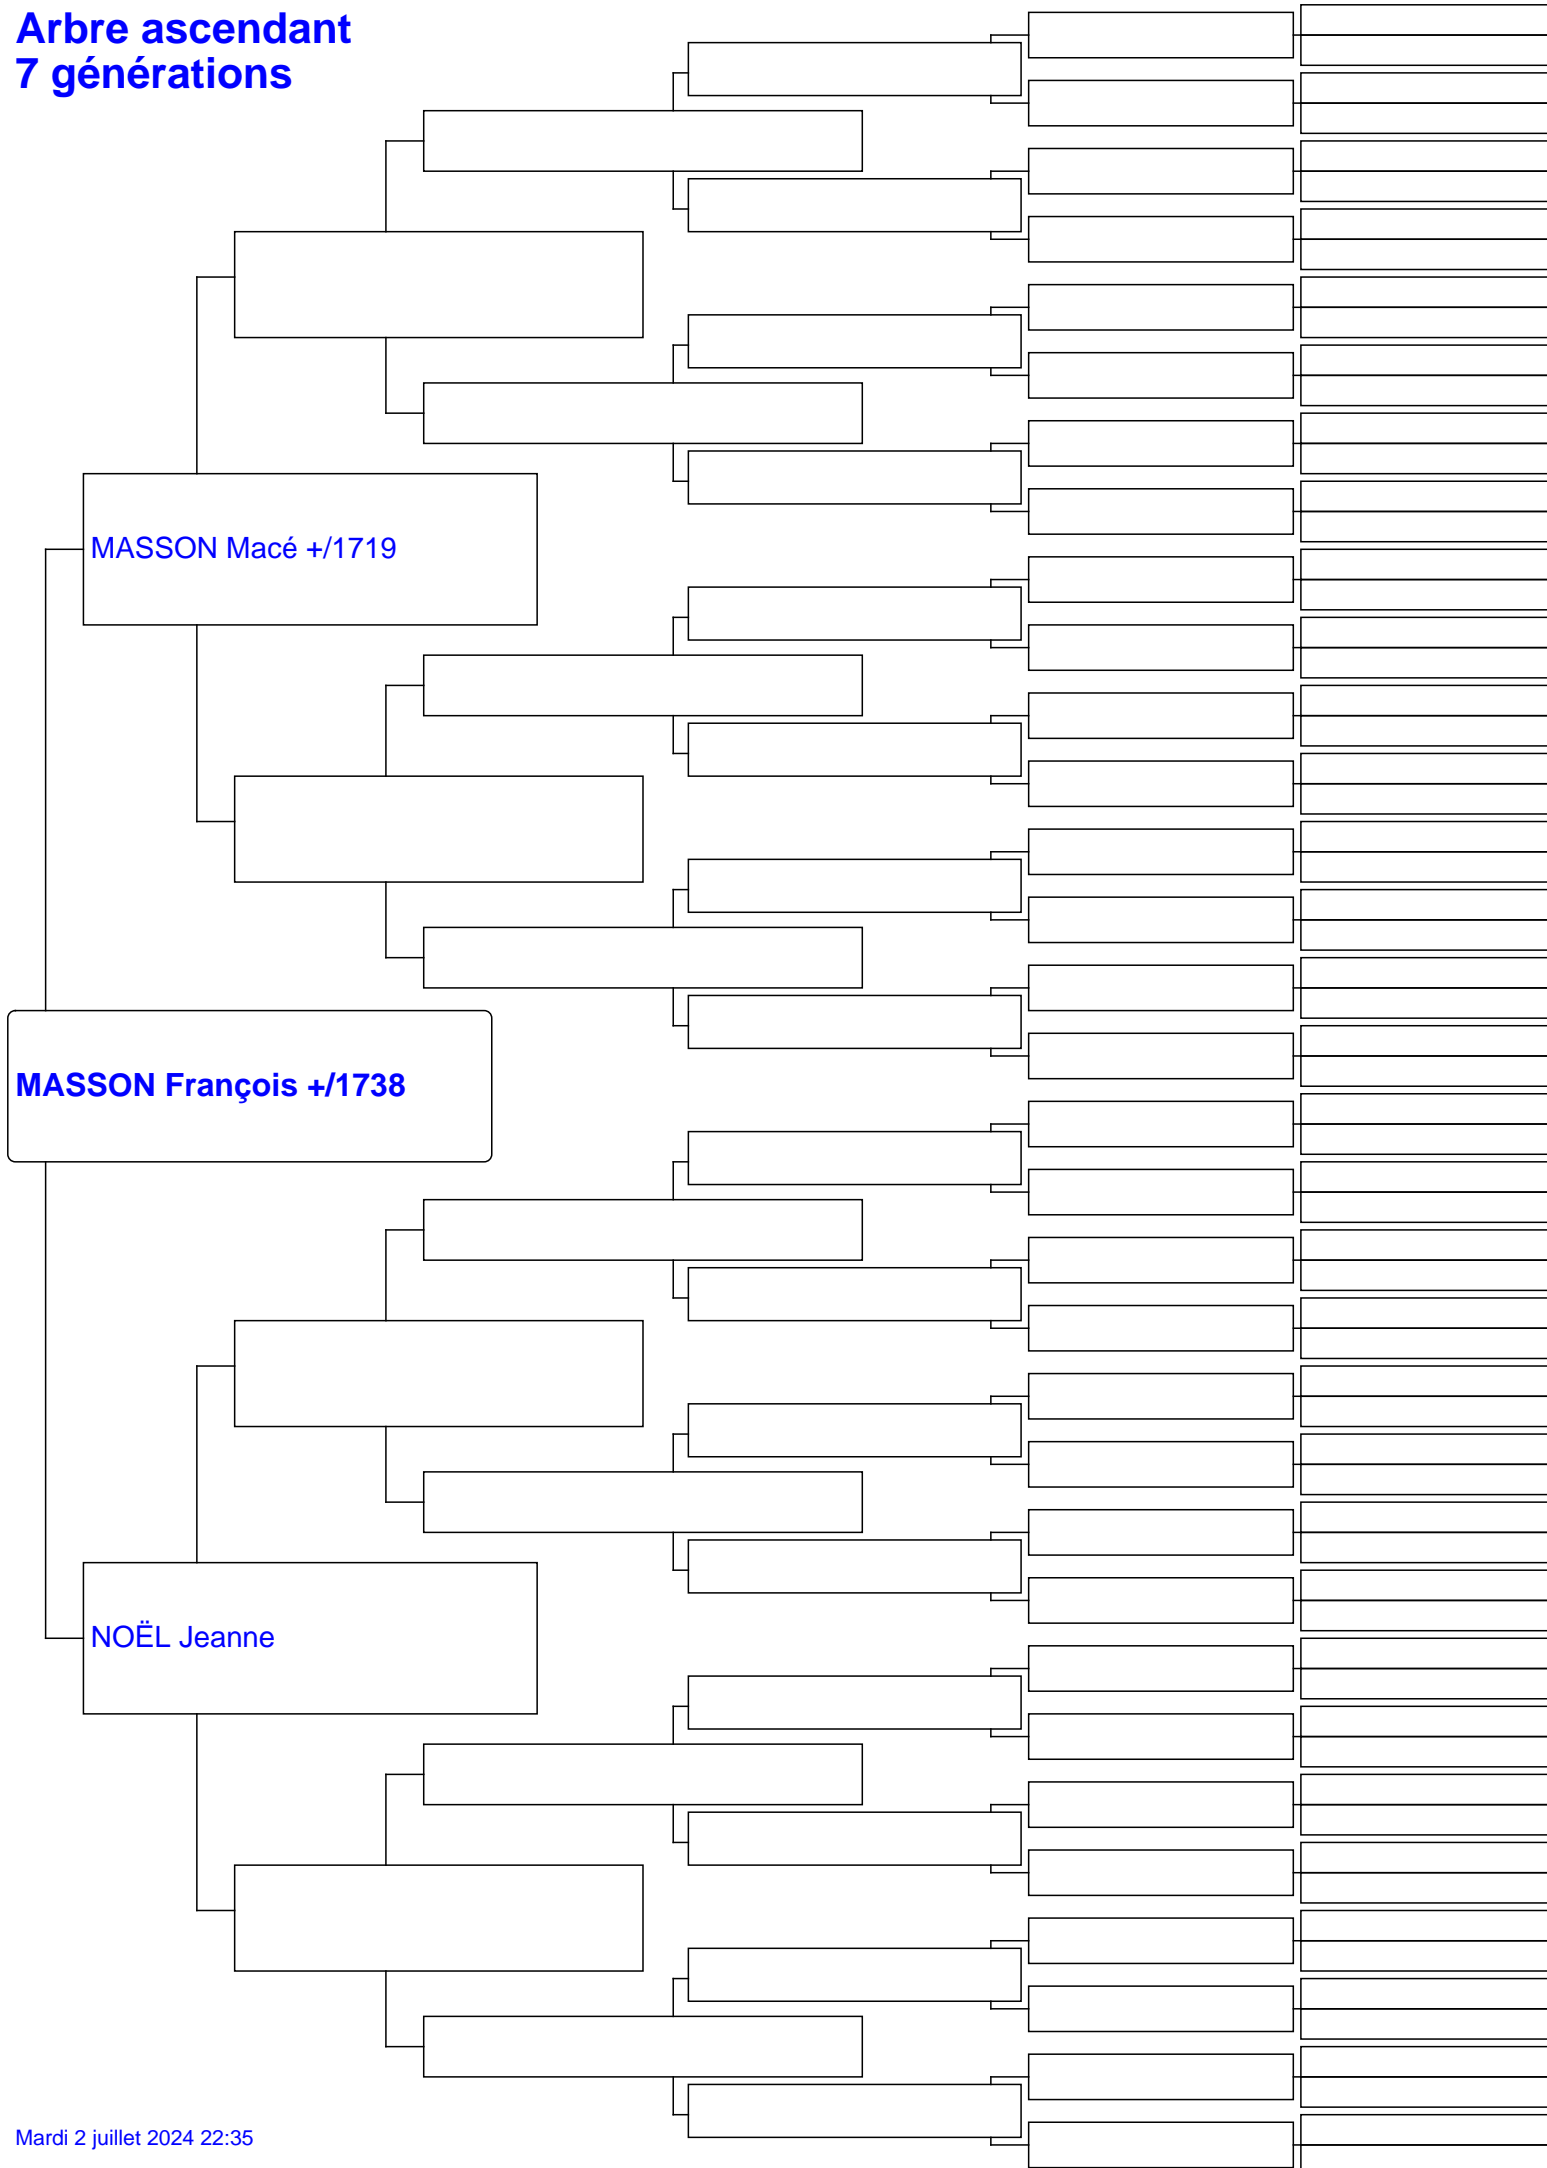 Arbre ascendant
7 générations
MASSON Macé +/1719
MASSON François +/1738
NOËL Jeanne
Mardi 2 juillet 2024 22:35